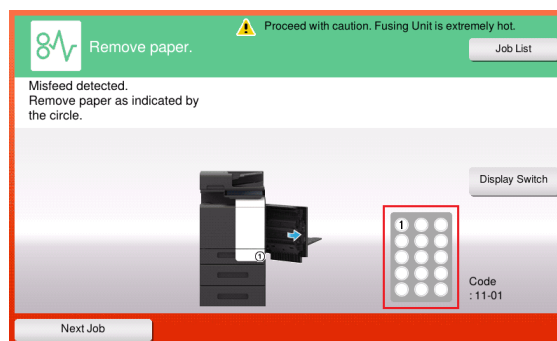 Proceed with caution. Fusing Unit is extremely hot.
Remove paper.
Job List
Misfeed detected.
Remove paper as indicated by
the circle.
Display Switch
1
1
Code
: 11-01
Next Job